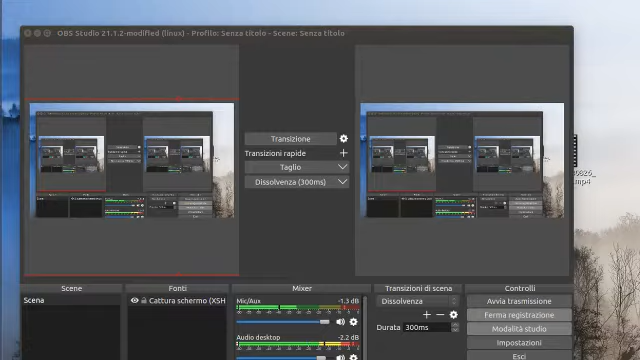 OBS Studio 21.1.2-modified (linux) - Profilo: Senza titolo - Scene: Senza titolo
Transizione
Transizioni rapide
Taglio
Dissolvenza (300ms)
.mp4
Scene
Fonti
Mixer
Transizioni di scena
Controlli
Scena
Cattura schermo (XSH
Mic/Aux
-1.3 dB
Dissolvenza
Avvia trasmissione
Ferma registrazione
Durata
300ms
Modalità studio
Audio desktop
-2.2 dB
Impostazioni
Esci